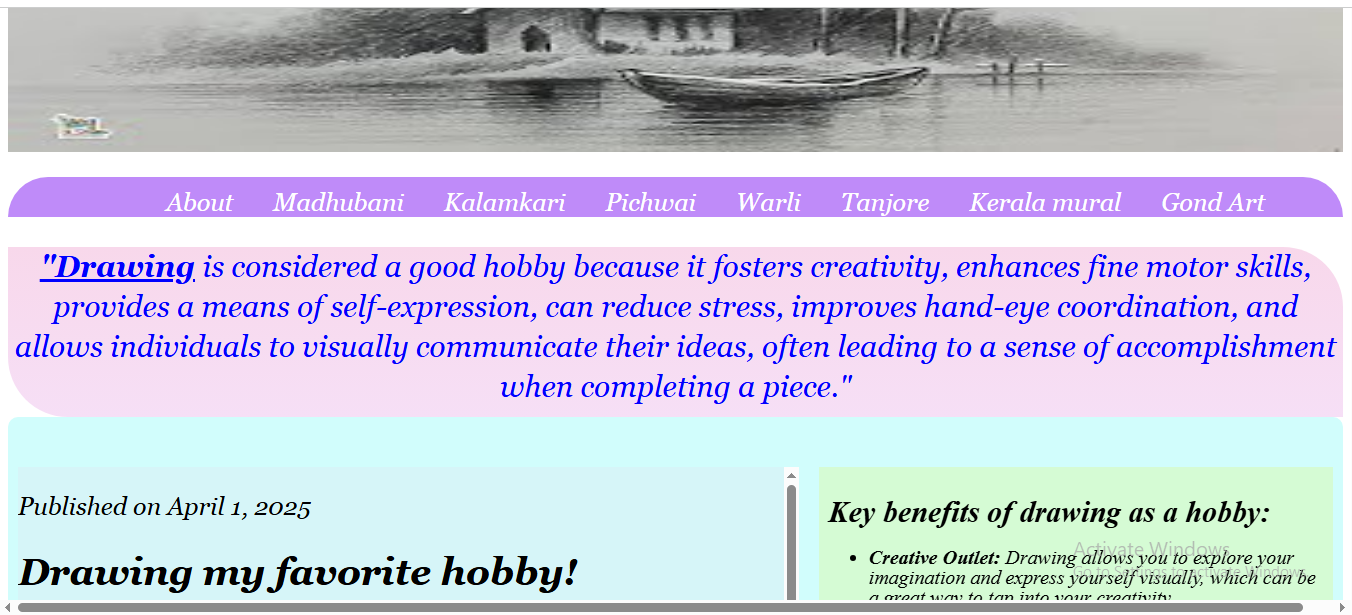 About Madhubani Kalamkari Pichwai Warli Tanjore Kerala mural Gond Art
"Drawing is considered a good hobby because it fosters creativity, enhances fine motor skills,
provides a means of self-expression, can reduce stress, improves hand-eye coordination, and
allows individuals to visually communicate their ideas, often leading to a sense of accomplishment
when completing a piece."
Published on April 1, 2025
Drawing my favorite hobby!
Key benefits of drawing as a hobby:
• Creative Outlet: Drawing allows you to explore your
imagination and express yourself visually, which can be
a great way to tap into your creativity.
Activate Windows
Go to Settings to activate Windows.